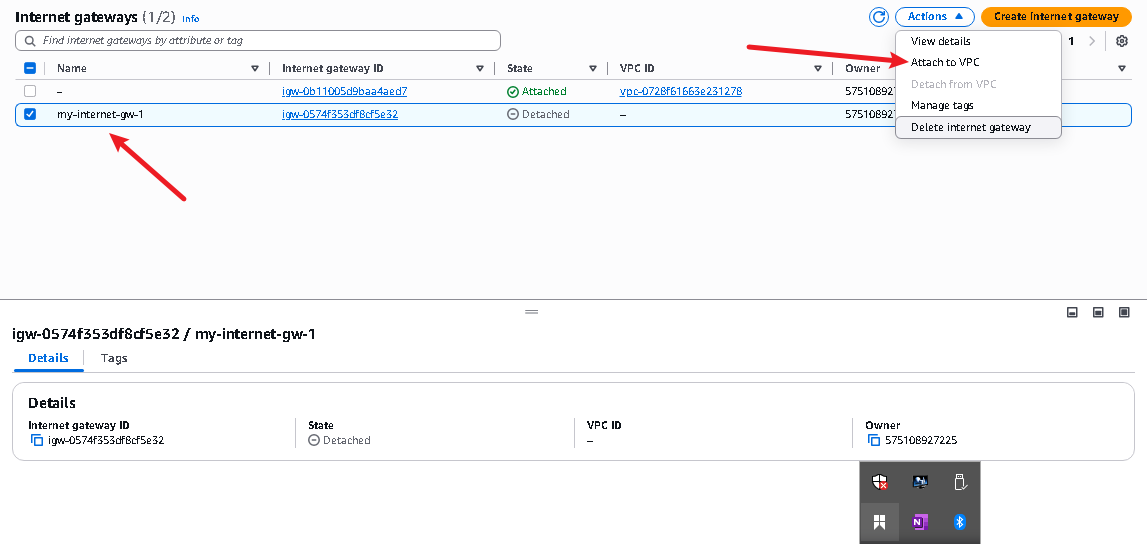 Internet gateways (1/2) Info
Actions
Create internet gateway
Find internet gateways by attribute or tag
1
View details
Attach to VPC
Detach from VPC
Manage tags
Delete internet gateway
Name Internet gateway ID State VPC ID Owner
– igw-0b11005d9baa4aed7 Attached vpc-0728f61663e231278 57510892
my-internet-gw-1 igw-0574f353df8cf5e32 Detached – 57510892
igw-0574f353df8cf5e32 / my-internet-gw-1
Details Tags
Details
Internet gateway ID State VPC ID Owner
igw-0574f353df8cf5e32 Detached – 575108927225